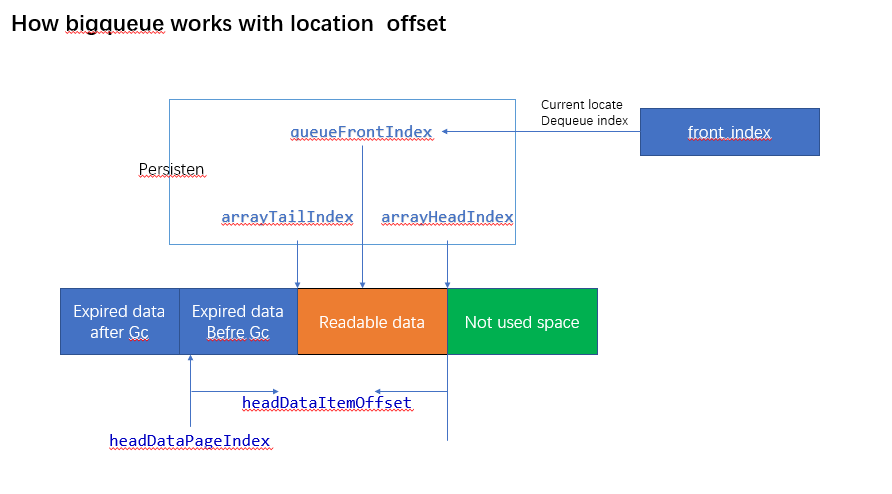 How bigqueue works with location  offset
Current locate
Dequeue index
front_index
queueFrontIndex
Persisten
arrayTailIndex
arrayHeadIndex
Expired data
after Gc
Expired data
Befre Gc
Readable data
Not used space
headDataItemOffset
headDataPageIndex